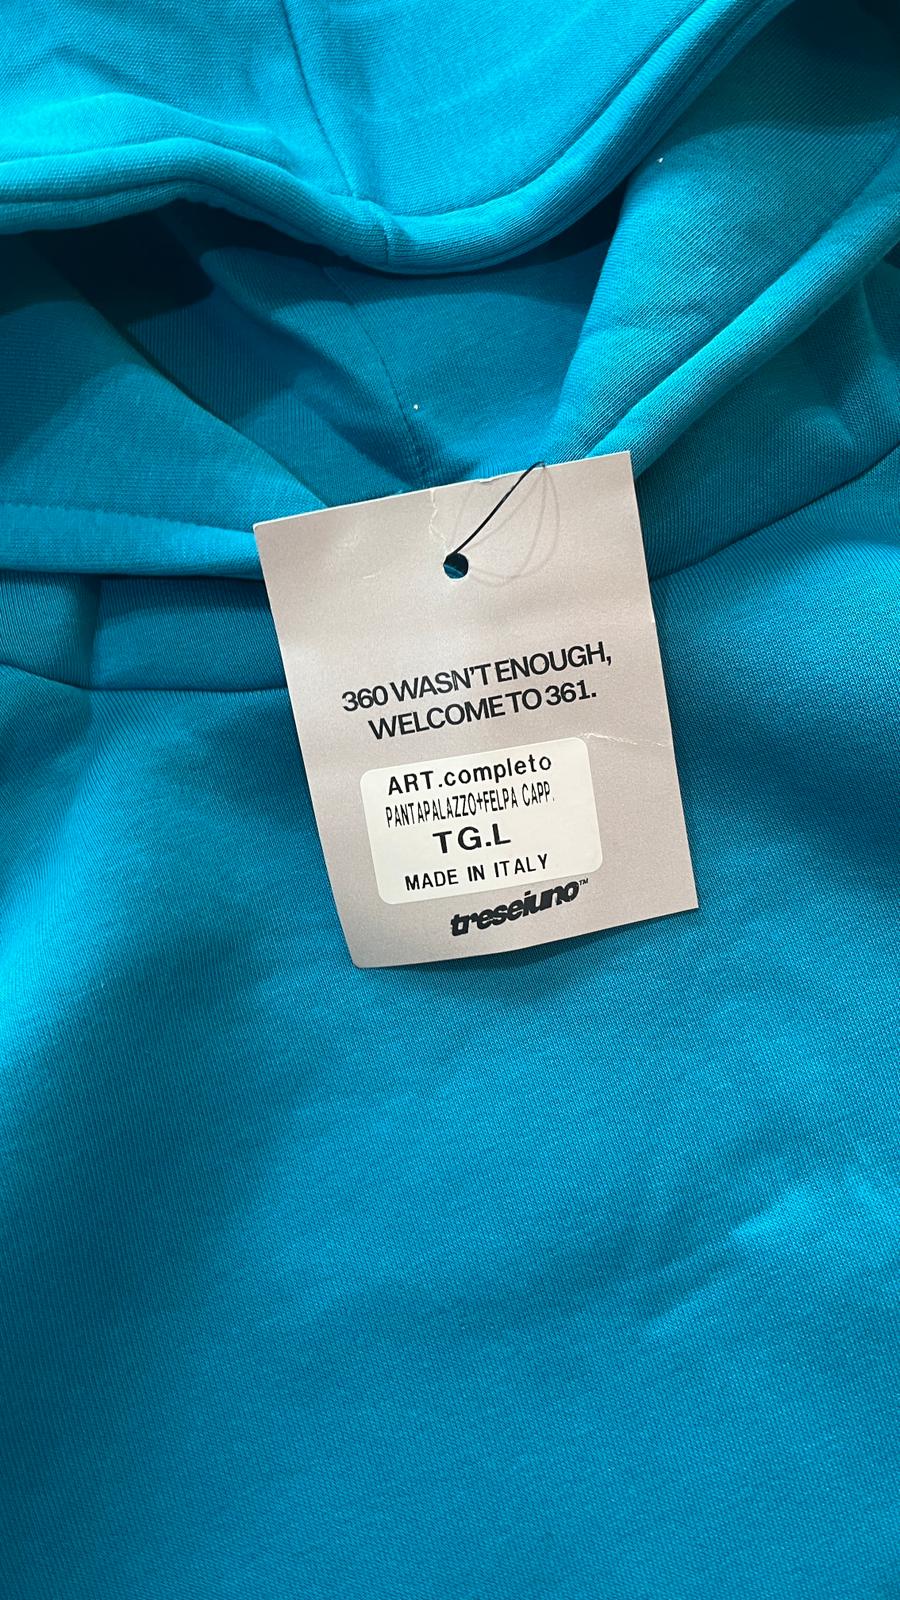 360 WASN'T ENOUGH,
WELCOME TO 361.
ART.completo
PANTAPALAZZO+FELPA CAPP.
TG.L
MADE IN ITALY
treseiuno™